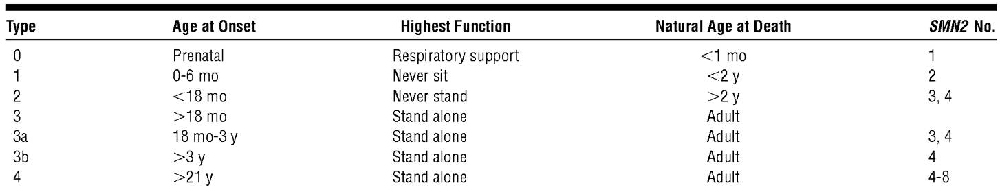 Type Age at Onset Highest Function Natural Age at Death SMN2 No.
0 Prenatal Respiratory support <1 mo 1
1 0-6 mo Never sit <2 y 2
2 <18 mo Never stand >2 y 3, 4
3 >18 mo Stand alone Adult
3a 18 mo-3 y Stand alone Adult 3, 4
3b >3 y Stand alone Adult 4
4 >21 y Stand alone Adult 4-8